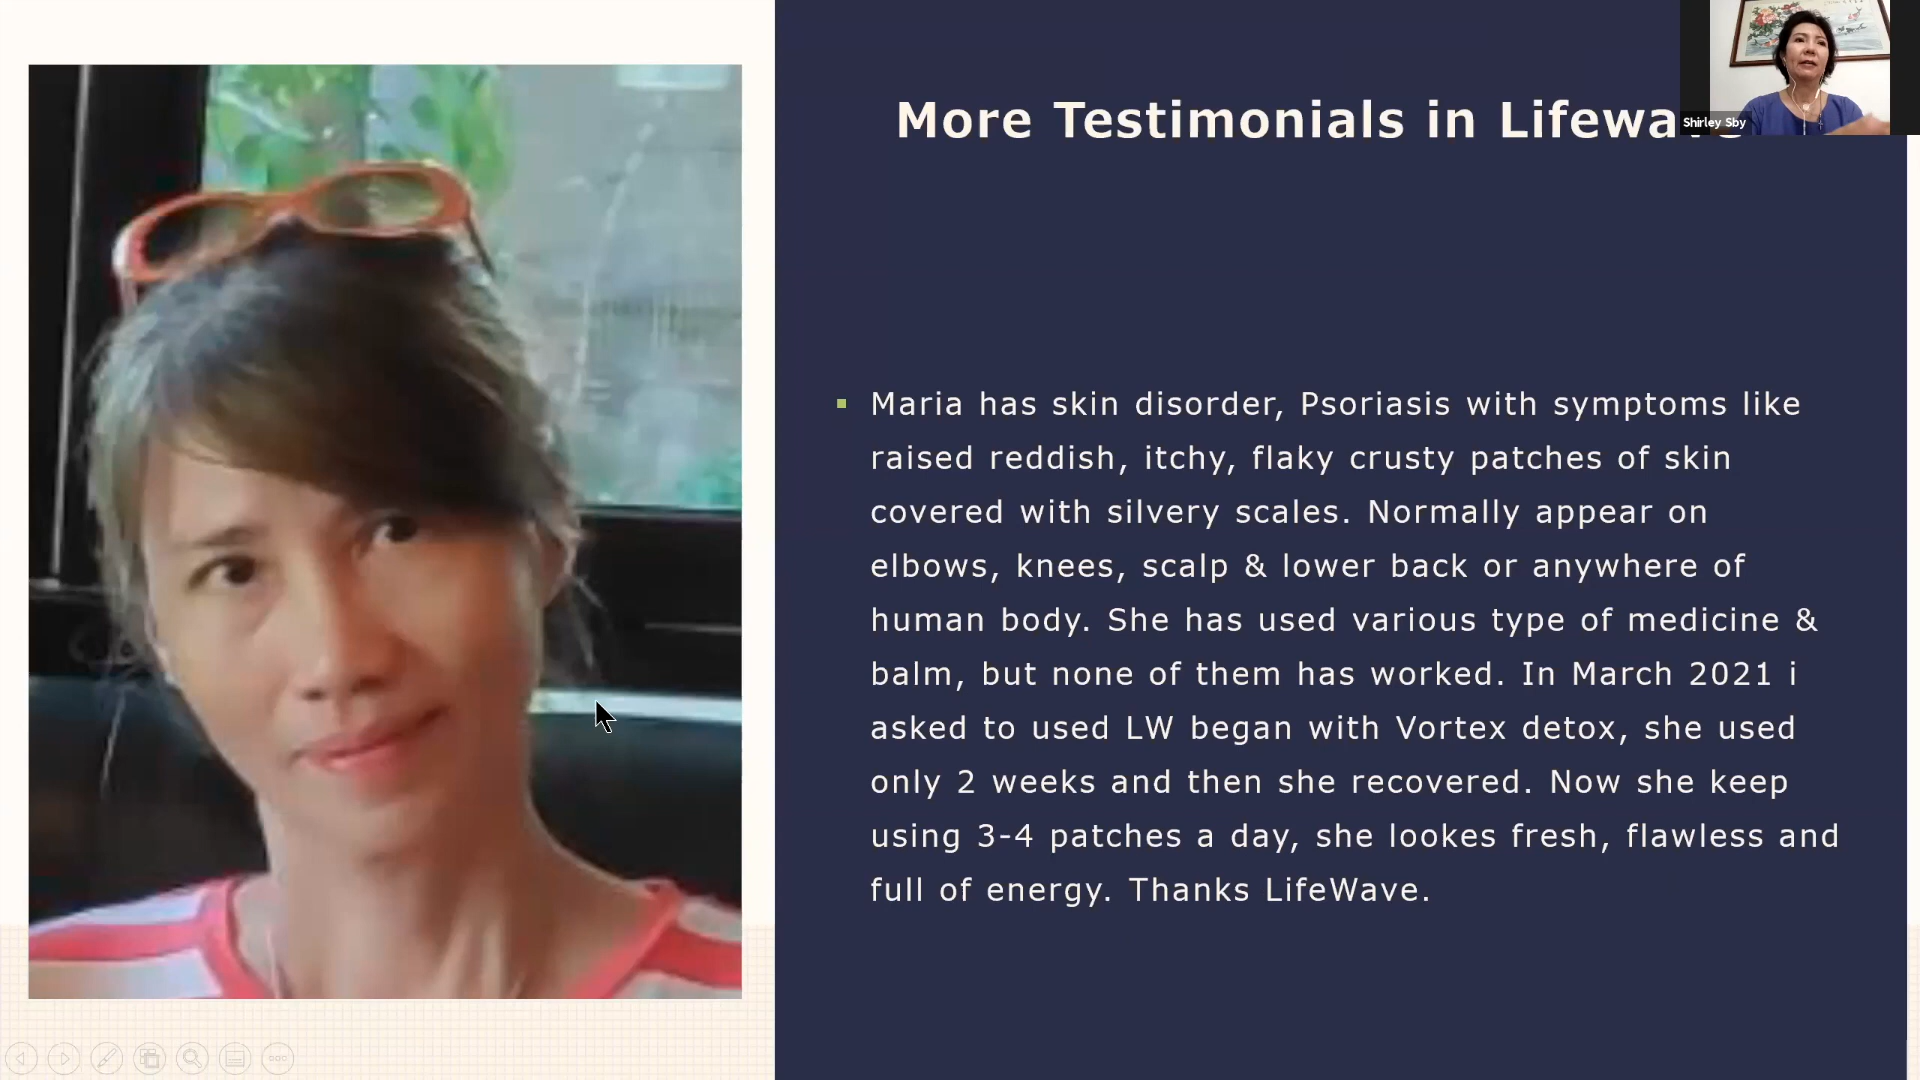 More Testimonials in Lifewave
Shirley Sby
Maria has skin disorder, Psoriasis with symptoms like
raised reddish, itchy, flaky crusty patches of skin
covered with silvery scales. Normally appear on
elbows, knees, scalp & lower back or anywhere of
human body. She has used various type of medicine &
balm, but none of them has worked. In March 2021 i
asked to used LW began with Vortex detox, she used
only 2 weeks and then she recovered. Now she keep
using 3-4 patches a day, she lookes fresh, flawless and
full of energy. Thanks LifeWave.